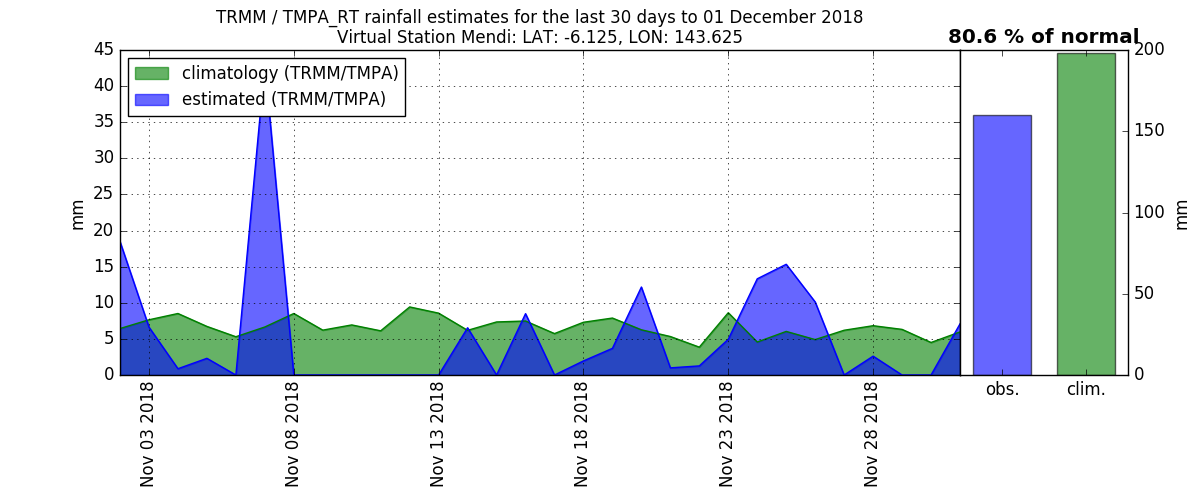 TRMM / TMPA_RT rainfall estimates for the last 30 days to 01 December 2018
Virtual Station Mendi: LAT: -6.125, LON: 143.625
80.6 % of normal
climatology (TRMM/TMPA)
estimated (TRMM/TMPA)
45
40
35
30
25
20
15
10
5
0
mm
Nov 03 2018
Nov 08 2018
Nov 13 2018
Nov 18 2018
Nov 23 2018
Nov 28 2018
200
150
100
50
0
mm
obs.
clim.